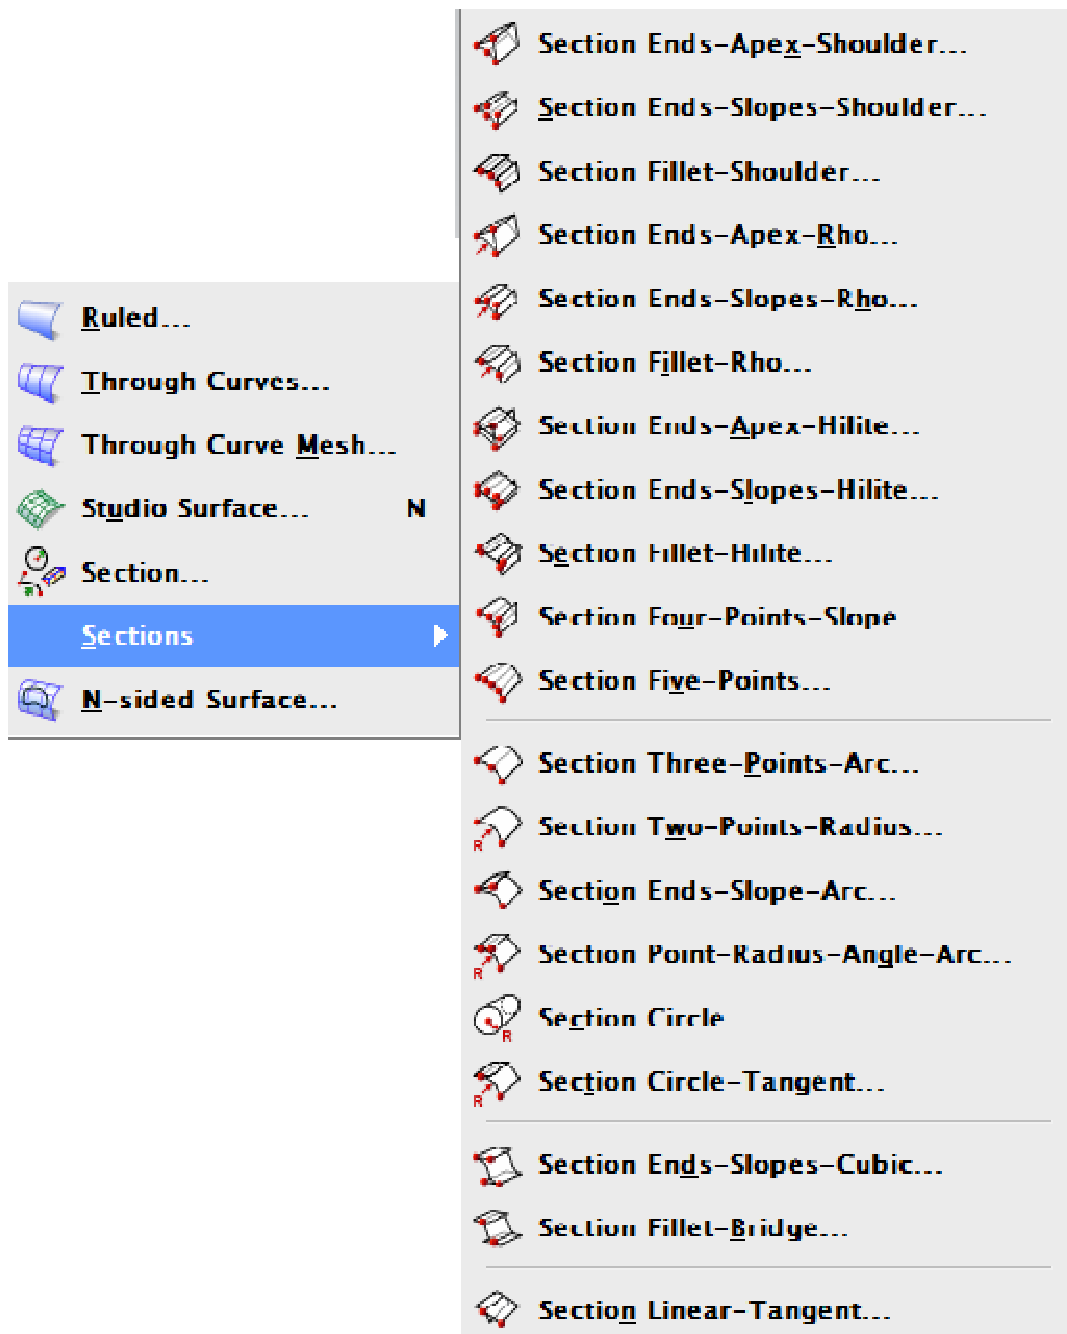 Ruled...
Through Curves...
Through Curve Mesh...
Studio Surface... N
Section...
Sections
N-sided Surface...
Section Ends-Apex-Shoulder...
Section Ends-Slopes-Shoulder...
Section Fillet-Shoulder...
Section Ends-Apex-Rho...
Section Ends-Slopes-Rho...
Section Fillet-Rho...
Section Ends-Apex-Hilite...
Section Ends-Slopes-Hilite...
Section Fillet-Hilite...
Section Four-Points-Slope
Section Five-Points...
Section Three-Points-Arc...
R Section Two-Points-Radius...
Section Ends-Slope-Arc...
R Section Point-Radius-Angle-Arc...
R Section Circle
R Section Circle-Tangent...
Section Ends-Slopes-Cubic...
Section Fillet-Bridge...
Section Linear-Tangent...